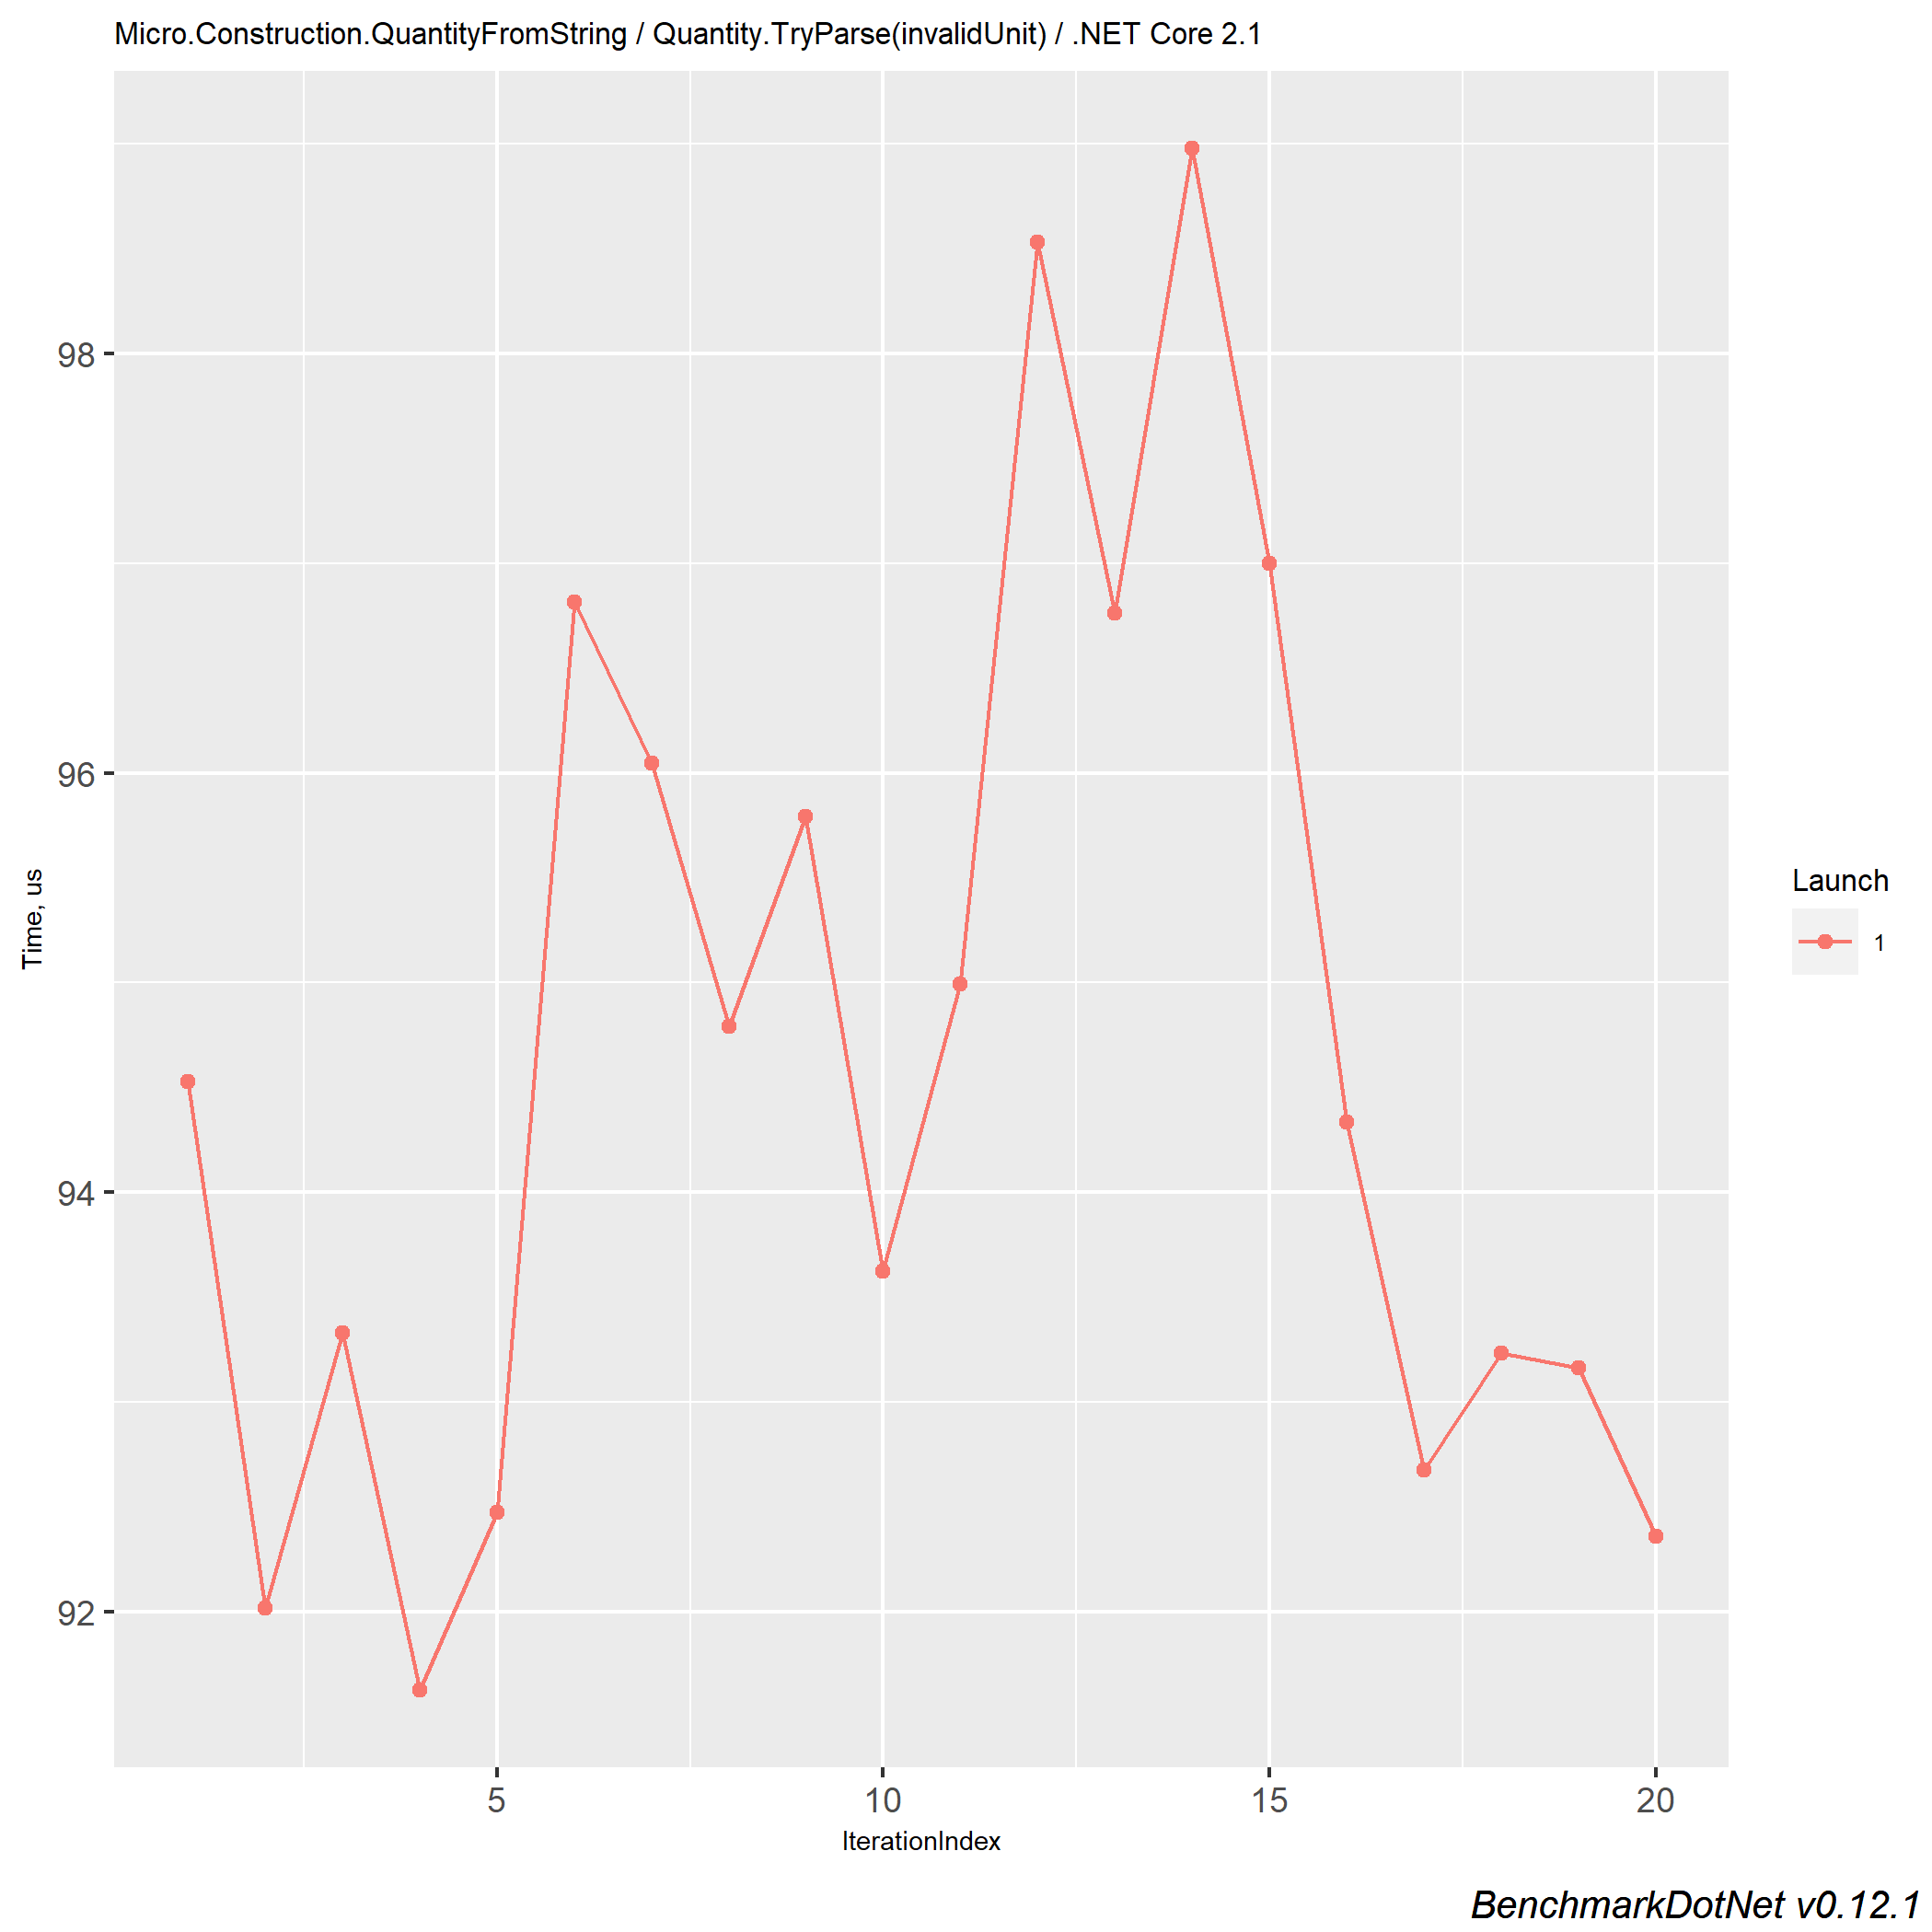 Micro.Construction.QuantityFromString / Quantity.TryParse(invalidUnit) / .NET Core 2.1
98
96
94
92
Time, us
5 10 15 20
IterationIndex
Launch
1
BenchmarkDotNet v0.12.1